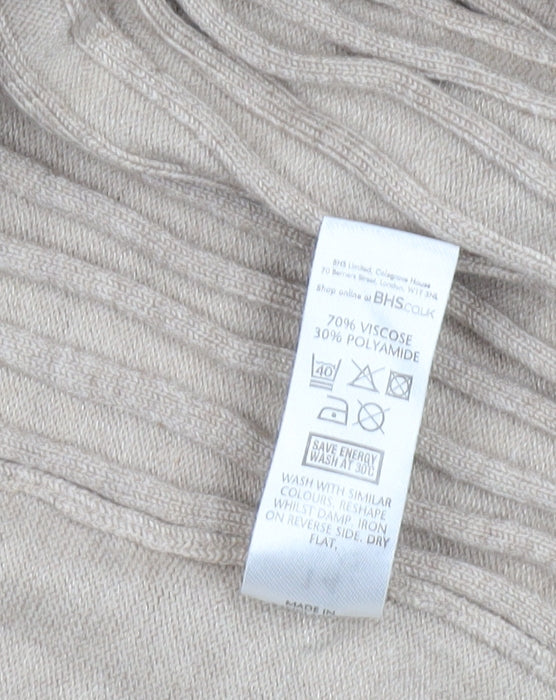 BHS Limited, Colegrove House
70 Berners Street, London, W1T 3NL
Shop online at BHS.CO.UK
70% VISCOSE
30% POLYAMIDE
40
SAVE ENERGY
WASH AT 30°C
WASH WITH SIMILAR
COLOURS, RESHAPE
WHILST DAMP, IRON
ON REVERSE SIDE, DRY
FLAT,
MADE IN